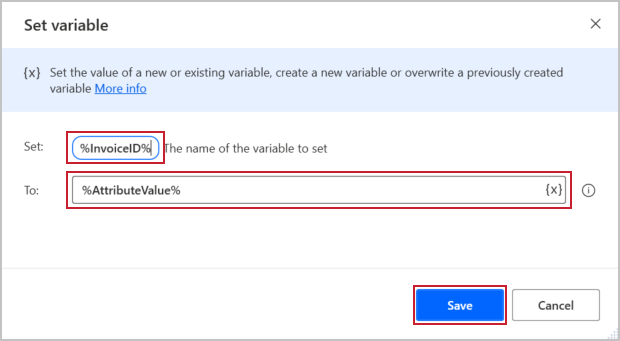 Set variable
{x} Set the value of a new or existing variable, create a new variable or overwrite a previously created
variable More info
Set: %InvoiceID% The name of the variable to set
To: %AttributeValue% {x}
Save Cancel